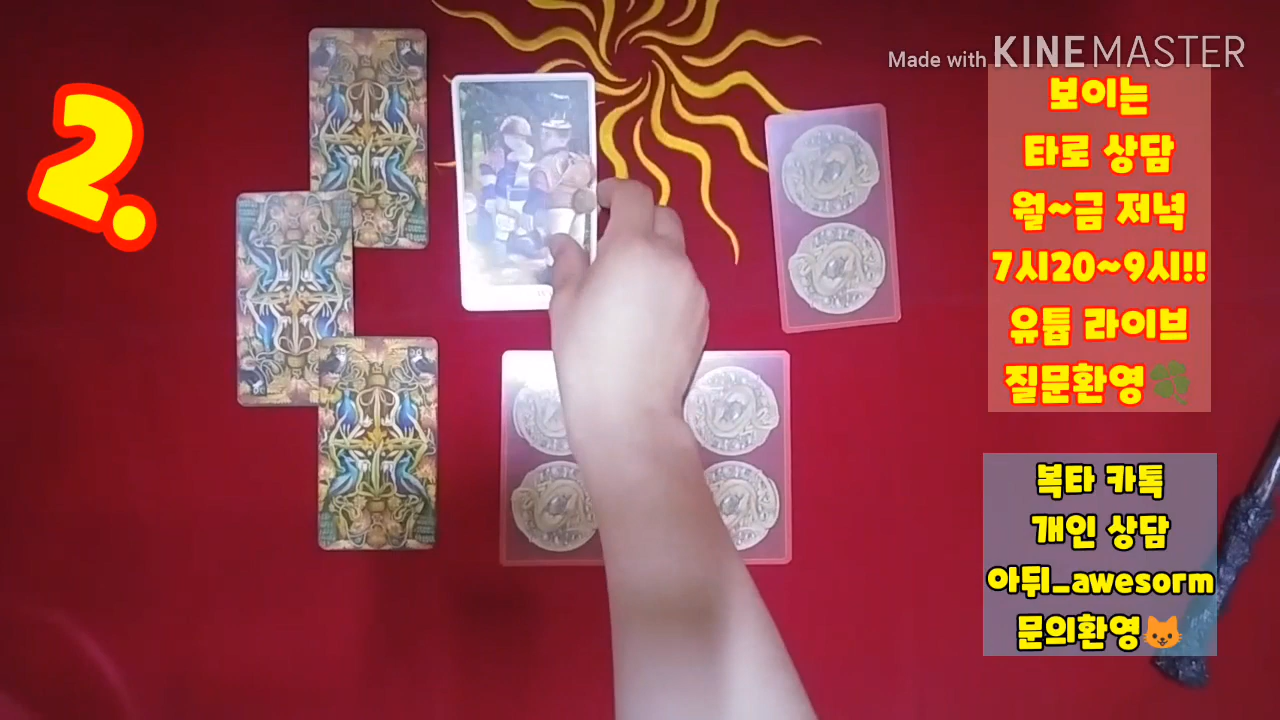 2.
Made with KINEMASTER
보이는
타로 상담
월~금 저녁
7시20~9시!!
유튭 라이브
질문환영🍀
복타 카톡
개인 상담
아뒤_awesorm
문의환영🐱